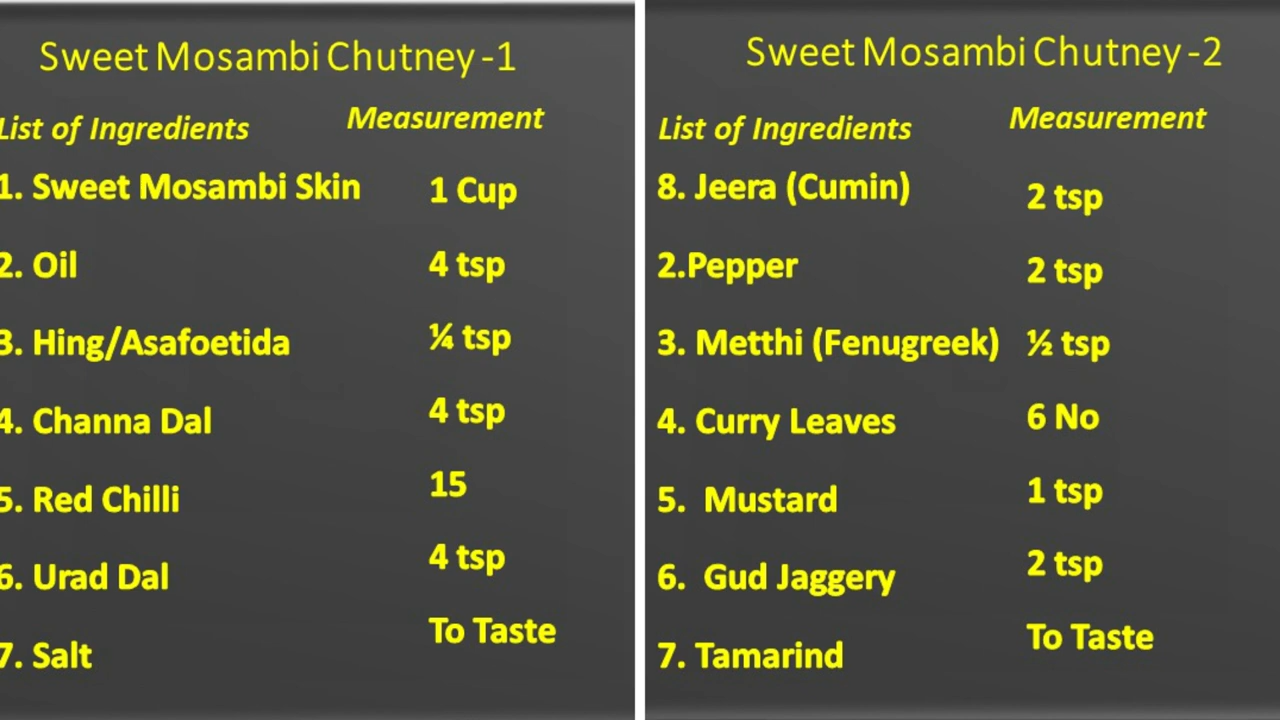 Sweet Mosambi Chutney -1
List of Ingredients Measurement
1. Sweet Mosambi Skin 1 Cup
2. Oil 4 tsp
3. Hing/Asafoetida ¼ tsp
4. Channa Dal 4 tsp
5. Red Chilli 15
6. Urad Dal 4 tsp
7. Salt To Taste
Sweet Mosambi Chutney -2
List of Ingredients Measurement
8. Jeera (Cumin) 2 tsp
2.Pepper 2 tsp
3. Metthi (Fenugreek) ½ tsp
4. Curry Leaves 6 No
5. Mustard 1 tsp
6. Gud Jaggery 2 tsp
7. Tamarind To Taste